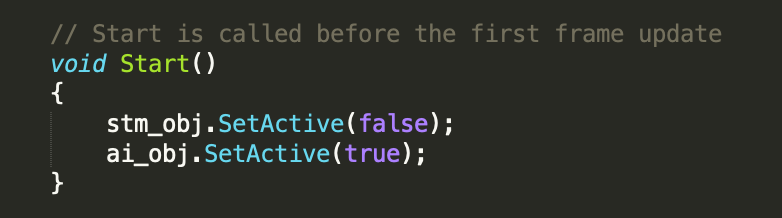 // Start is called before the first frame update
void Start()
{
    stm_obj.SetActive(false);
    ai_obj.SetActive(true);
}